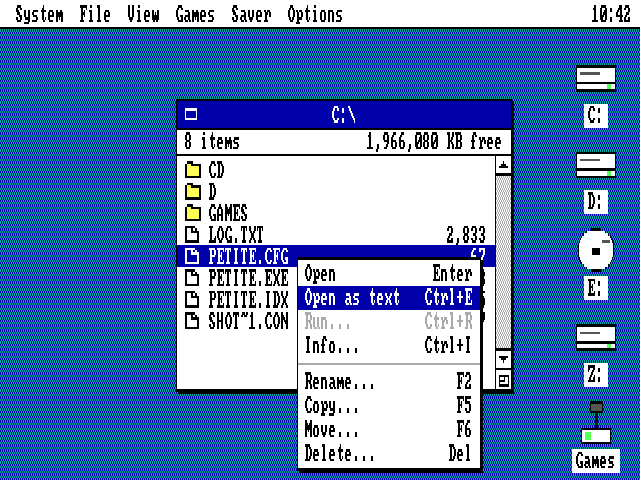 System File View Games Saver Options 10:42
C:\
8 items 1,966,080 KB free
CD
D
GAMES
LOG.TXT 2,833
PETITE.CFG 67
PETITE.EXE
PETITE.IDX
SHOT~1.CON
Open Enter
Open as text Ctrl+E
Run... Ctrl+R
Info... Ctrl+I
Rename... F2
Copy... F5
Move... F6
Delete... Del
C:
D:
E:
Z:
Games